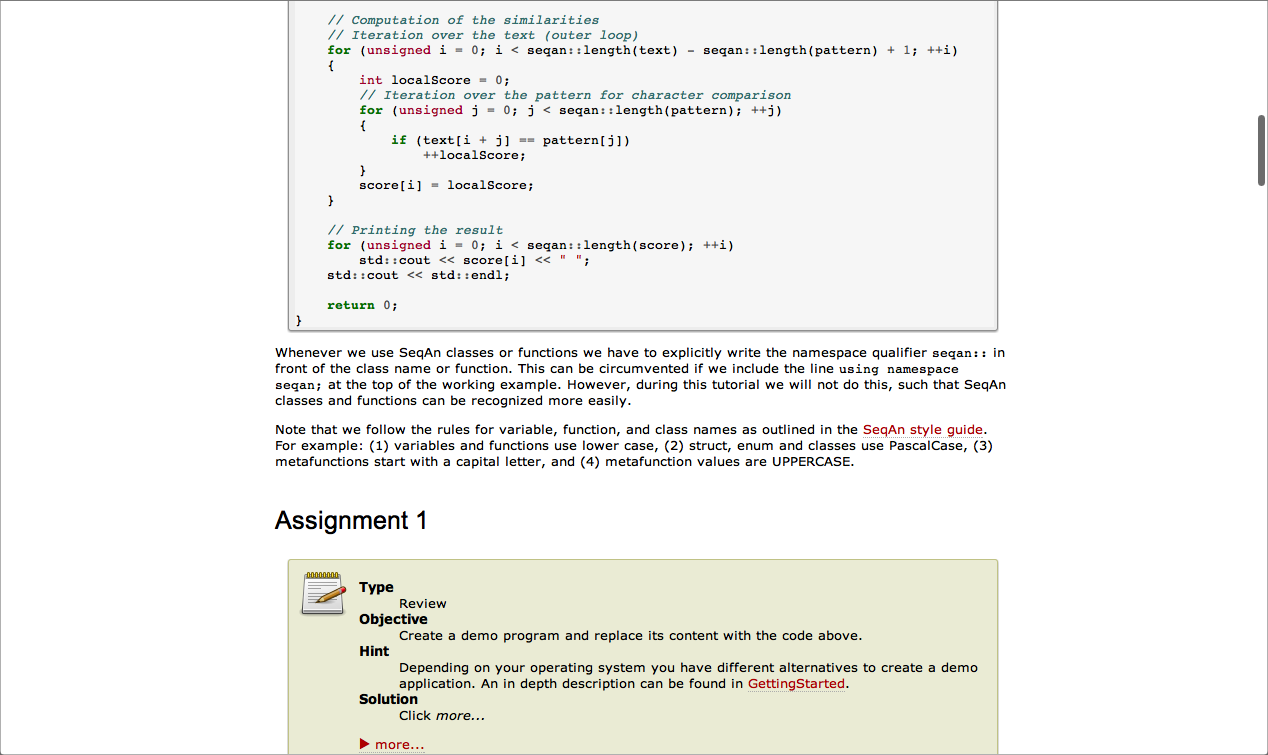 // Computation of the similarities
// Iteration over the text (outer loop)
for (unsigned i = 0; i < seqan::length(text) - seqan::length(pattern) + 1; ++i)
{
int localScore = 0;
// Iteration over the pattern for character comparison
for (unsigned j = 0; j < seqan::length(pattern); ++j)
{
if (text[i + j] == pattern[j])
++localScore;
}
score[i] = localScore;
}
// Printing the result
for (unsigned i = 0; i < seqan::length(score); ++i)
std::cout << score[i] << " ";
std::cout << std::endl;
return 0;
}
Whenever we use SeqAn classes or functions we have to explicitly write the namespace qualifier seqan:: in
front of the class name or function. This can be circumvented if we include the line using namespace
seqan; at the top of the working example. However, during this tutorial we will not do this, such that SeqAn
classes and functions can be recognized more easily.
Note that we follow the rules for variable, function, and class names as outlined in the SeqAn style guide.
For example: (1) variables and functions use lower case, (2) struct, enum and classes use PascalCase, (3)
metafunctions start with a capital letter, and (4) metafunction values are UPPERCASE.
Assignment 1
Type
Review
Objective
Create a demo program and replace its content with the code above.
Hint
Depending on your operating system you have different alternatives to create a demo
application. An in depth description can be found in GettingStarted.
Solution
Click more...
▶ more...